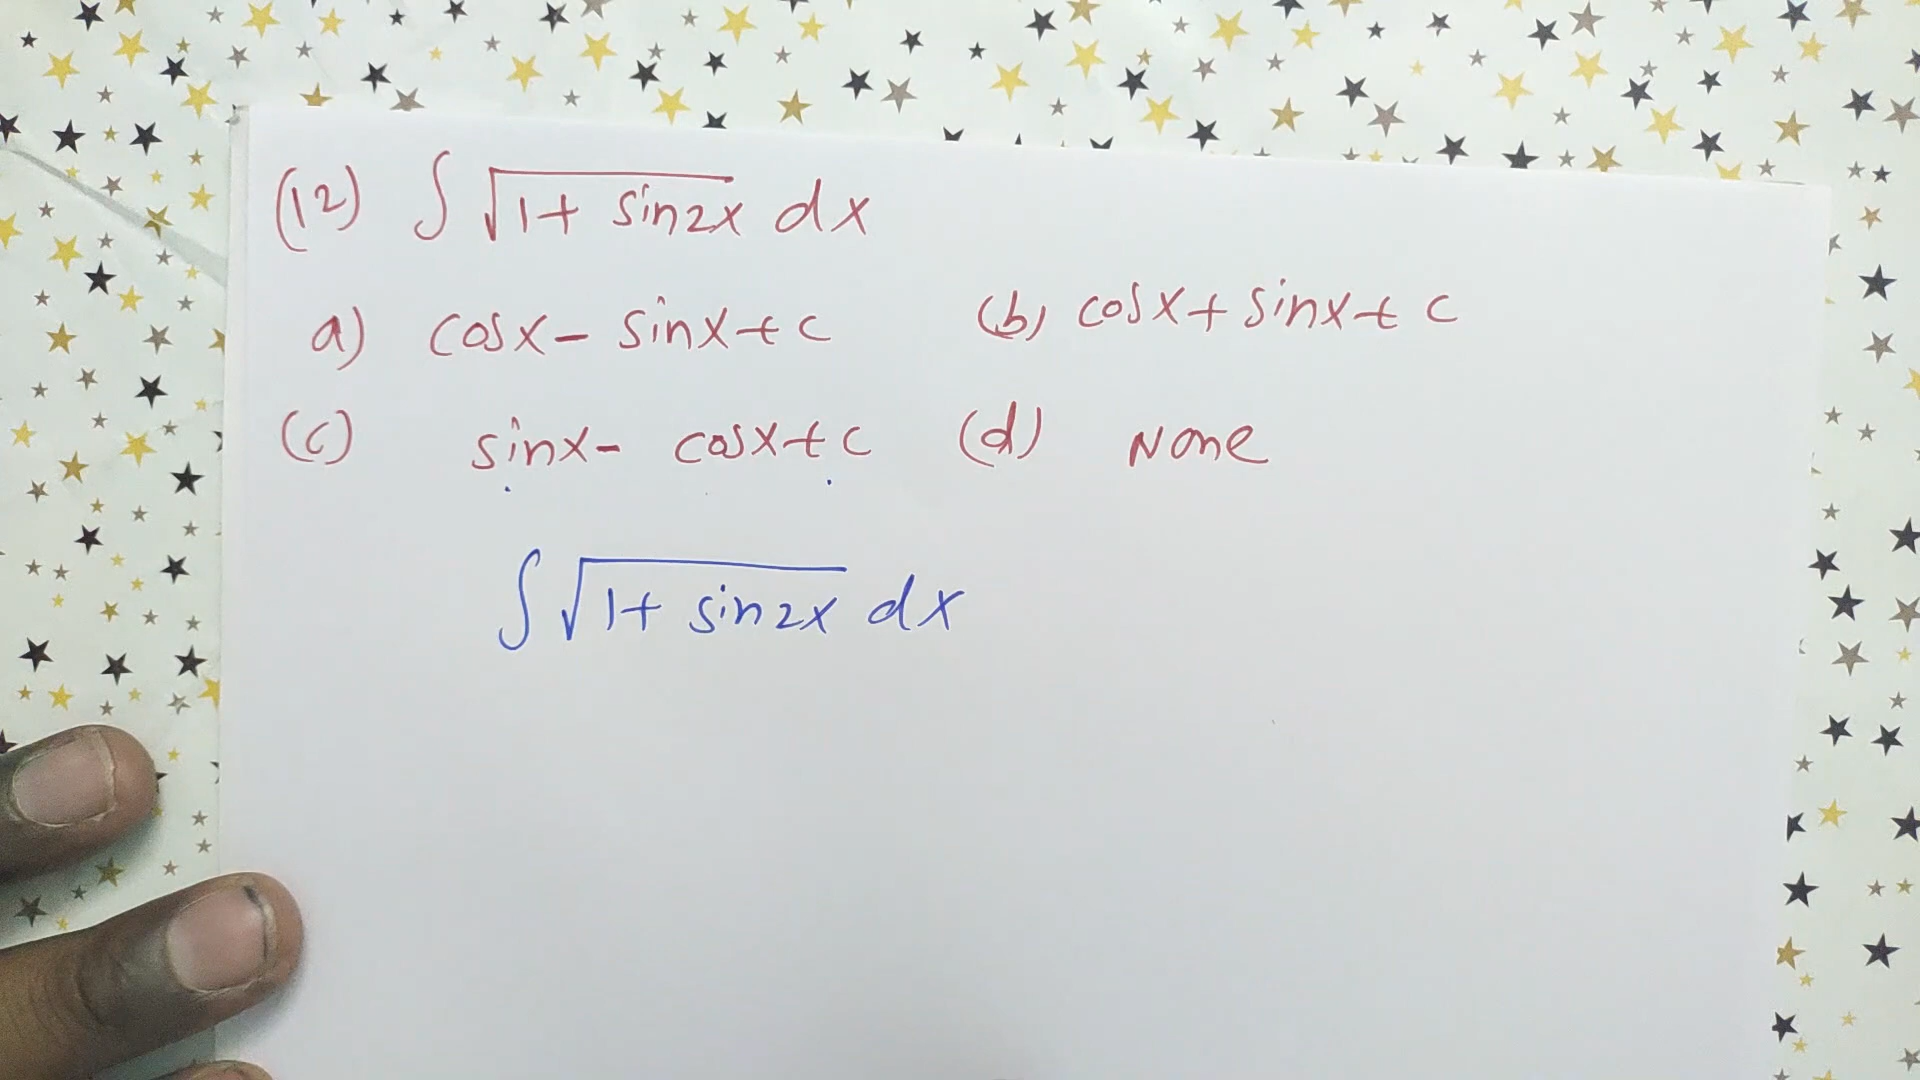 (12) ∫ √1+ sin2x dx
a) cosx - sinx + c (b) cosx + sinx + c
(c) sinx - cosx + c (d) None
∫ √1+ sin2x dx